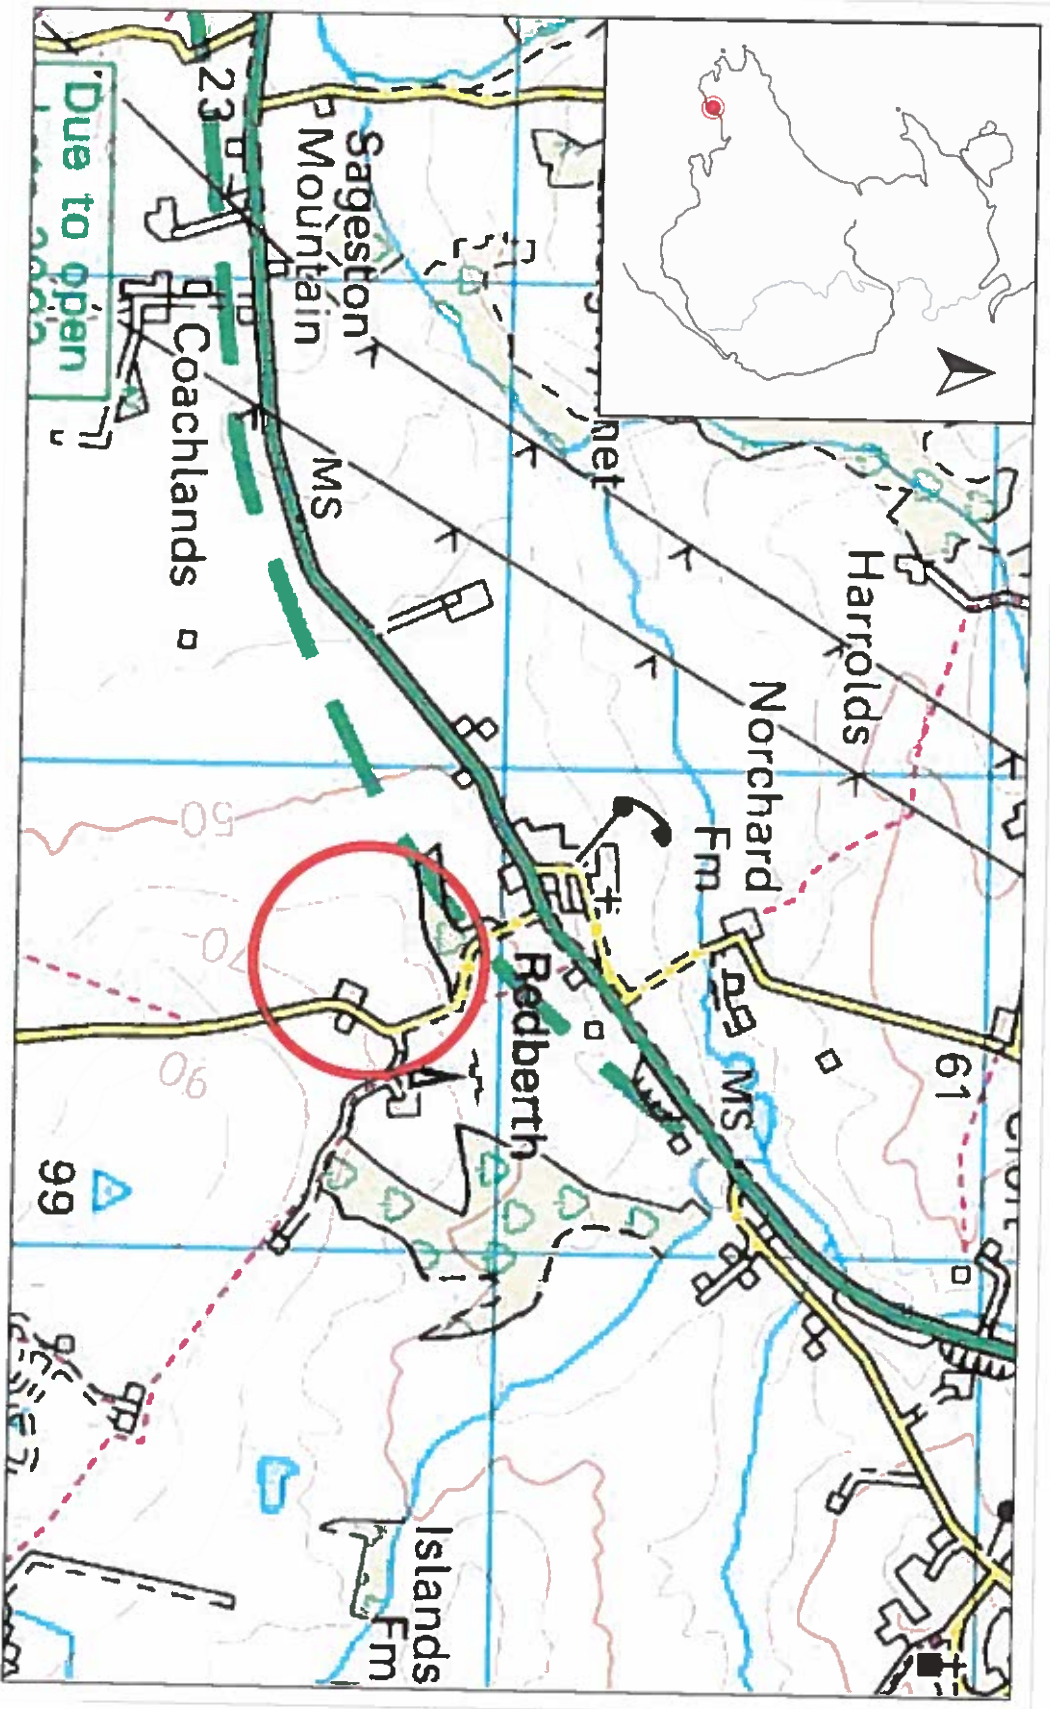 23
Sageston
Mountain
"Due to open
Coachlands
MS
Harrolds
Norchard
Fm
50
70
90
Redberth
MS
61
99
Islands
Fm